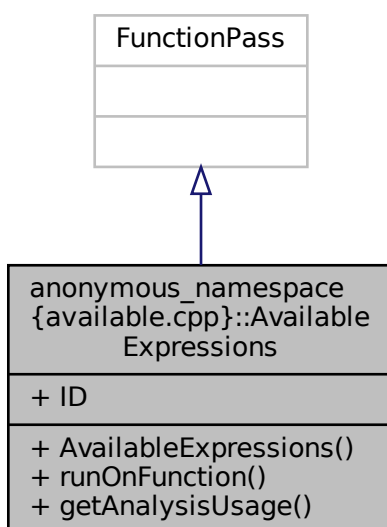 FunctionPass
anonymous_namespace
{available.cpp}::Available
Expressions
+ ID
+ AvailableExpressions()
+ runOnFunction()
+ getAnalysisUsage()